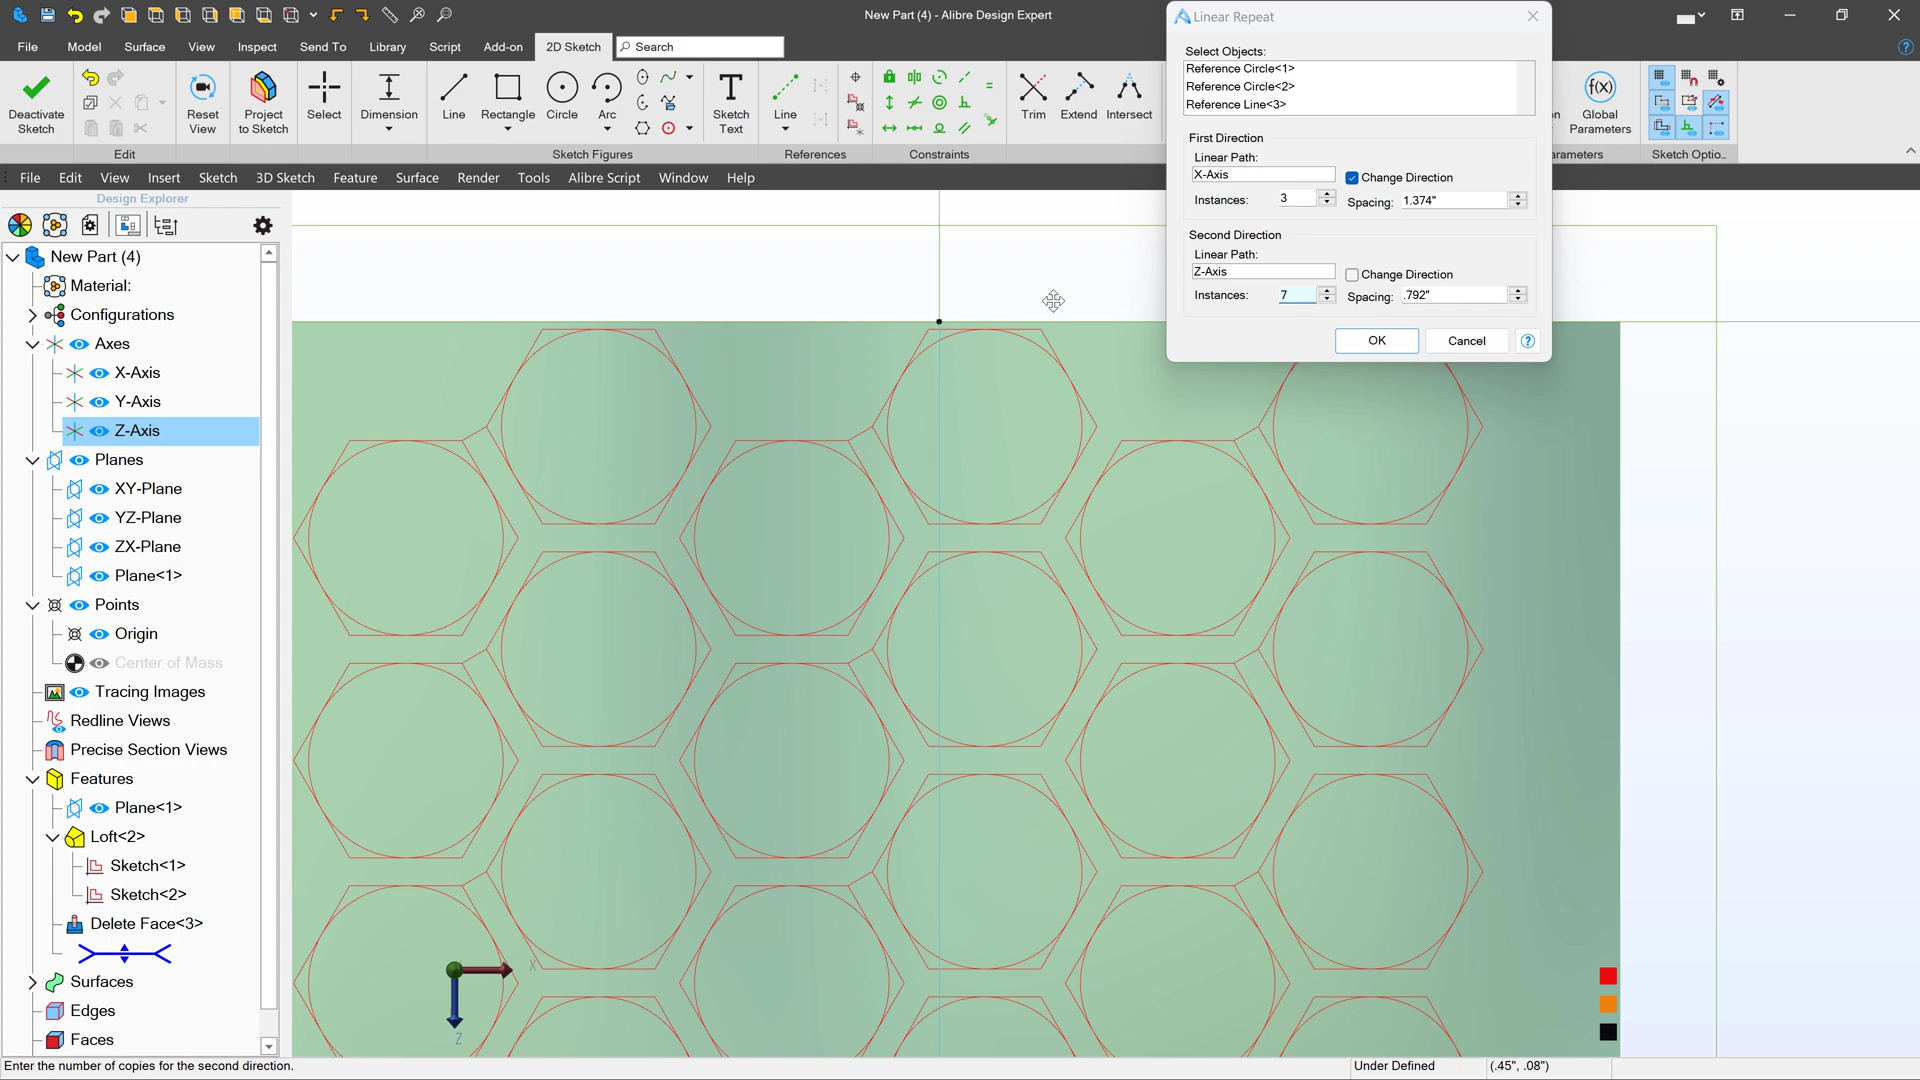 New Part (4) - Alibre Design Expert
File Model Surface View Inspect Send To Library Script Add-on 2D Sketch Search
Deactivate Sketch
Reset View
Project to Sketch
Select
Dimension
Line
Rectangle
Circle
Arc
Sketch Text
Line
Trim
Extend
Intersect
Global Parameters
Edit
Sketch Figures
References
Constraints
arameters
Sketch Optio...
File Edit View Insert Sketch 3D Sketch Feature Surface Render Tools Alibre Script Window Help
Design Explorer
New Part (4)
Material:
Configurations
Axes
X-Axis
Y-Axis
Z-Axis
Planes
XY-Plane
YZ-Plane
ZX-Plane
Plane<1>
Points
Origin
Center of Mass
Tracing Images
Redline Views
Precise Section Views
Features
Plane<1>
Loft<2>
Sketch<1>
Sketch<2>
Delete Face<3>
Surfaces
Edges
Faces
Linear Repeat
Select Objects:
Reference Circle<1>
Reference Circle<2>
Reference Line<3>
First Direction
Linear Path:
X-Axis
Change Direction
Instances: 3 Spacing: 1.374"
Second Direction
Linear Path:
Z-Axis
Change Direction
Instances: 7 Spacing: .792"
OK Cancel ?
X
Z
Enter the number of copies for the second direction.
Under Defined
(.45", .08")